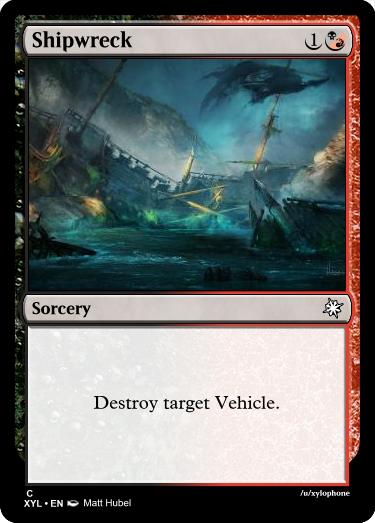 Shipwreck 1
Sorcery
Destroy target Vehicle.
C
XYL • EN Matt Hubel
/u/xylophone